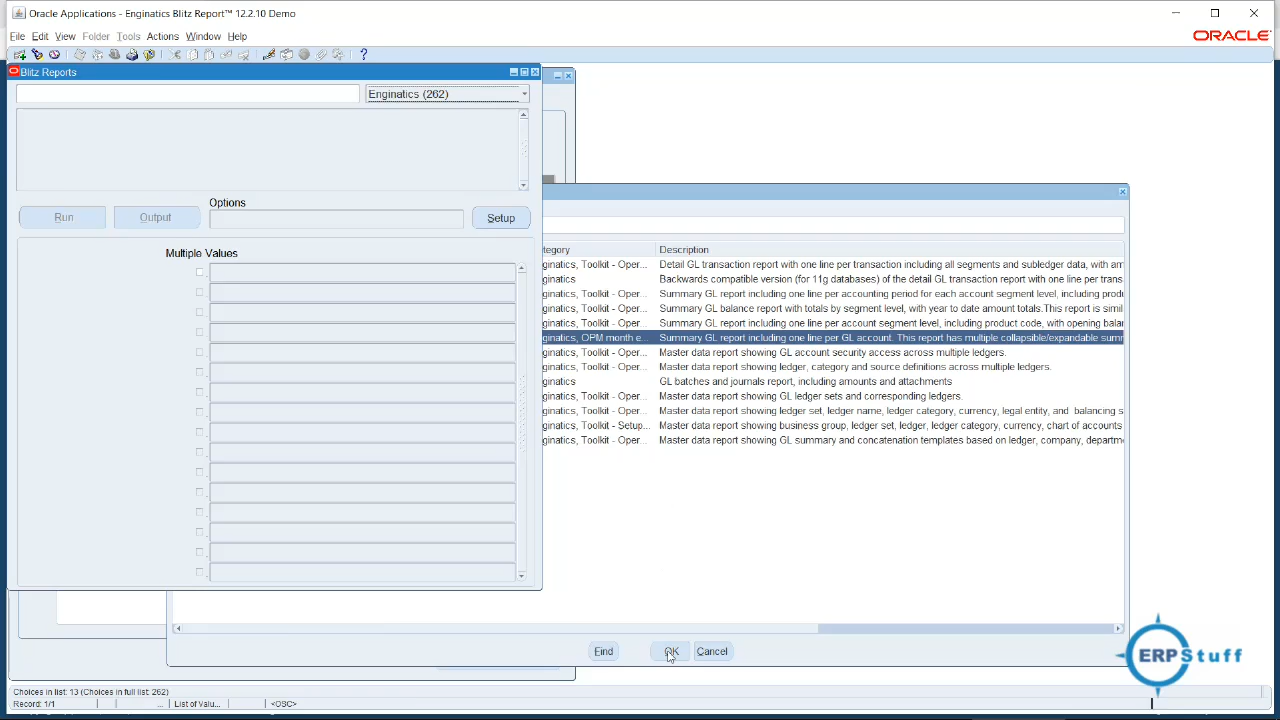 Oracle Applications - Enginatics Blitz Report™ 12.2.10 Demo
File Edit View Folder Tools Actions Window Help
ORACLE
Blitz Reports
Enginatics (262)
Options
Run Output Setup
Multiple Values
tegory Description
ginatics, Toolkit - Oper... Detail GL transaction report with one line per transaction including all segments and subledger data, with am
ginatics Backwards compatible version (for 11g databases) of the detail GL transaction report with one line per trans
ginatics, Toolkit - Oper... Summary GL report including one line per accounting period for each account segment level, including produ
ginatics, Toolkit - Oper... Summary GL balance report with totals by segment level, with year to date amount totals.This report is simil
ginatics, Toolkit - Oper... Summary GL report including one line per account segment level, including product code, with opening balar
ginatics, OPM month e... Summary GL report including one line per GL account. This report has multiple collapsible/expandable summ
ginatics, Toolkit - Oper... Master data report showing GL account security access across multiple ledgers.
ginatics, Toolkit - Oper... Master data report showing ledger, category and source definitions across multiple ledgers.
ginatics GL batches and journals report, including amounts and attachments
ginatics, Toolkit - Oper... Master data report showing GL ledger sets and corresponding ledgers.
ginatics, Toolkit - Oper... Master data report showing ledger set, ledger name, ledger category, currency, legal entity, and balancing s
ginatics, Toolkit - Setup... Master data report showing business group, ledger set, ledger, ledger category, currency, chart of accounts
ginatics, Toolkit - Oper... Master data report showing GL summary and concatenation templates based on ledger, company, departm
Find OK Cancel
ERPStuff
Choices in list: 13 (Choices in full list: 262)
Record: 1/1 ... List of Valu... <OSC>